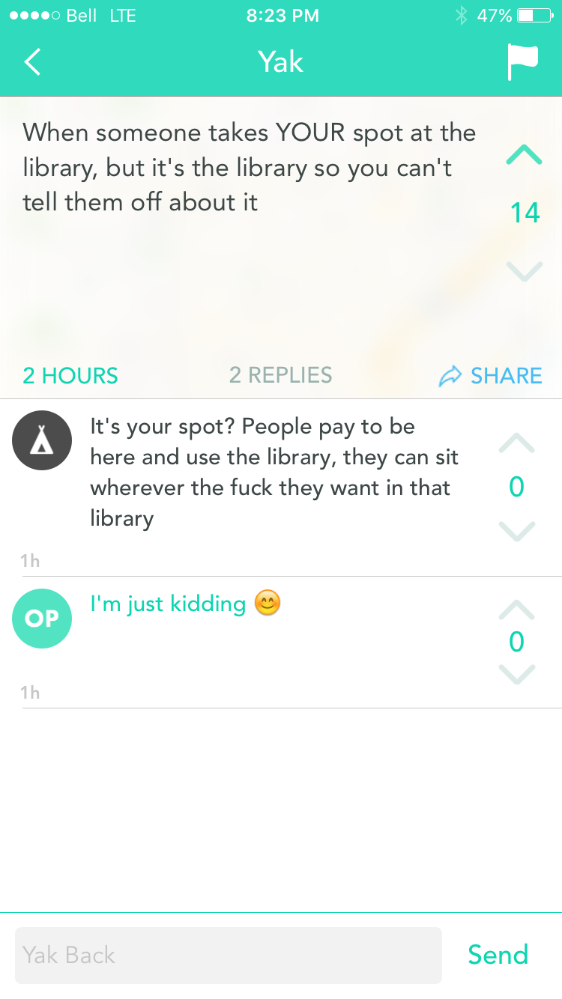 Bell LTE 8:23 PM 47%
Yak
When someone takes YOUR spot at the
library, but it's the library so you can't
tell them off about it
14
2 HOURS 2 REPLIES SHARE
It's your spot? People pay to be
here and use the library, they can sit
wherever the fuck they want in that
library
0
1h
OP
I'm just kidding 😊
0
1h
Yak Back Send